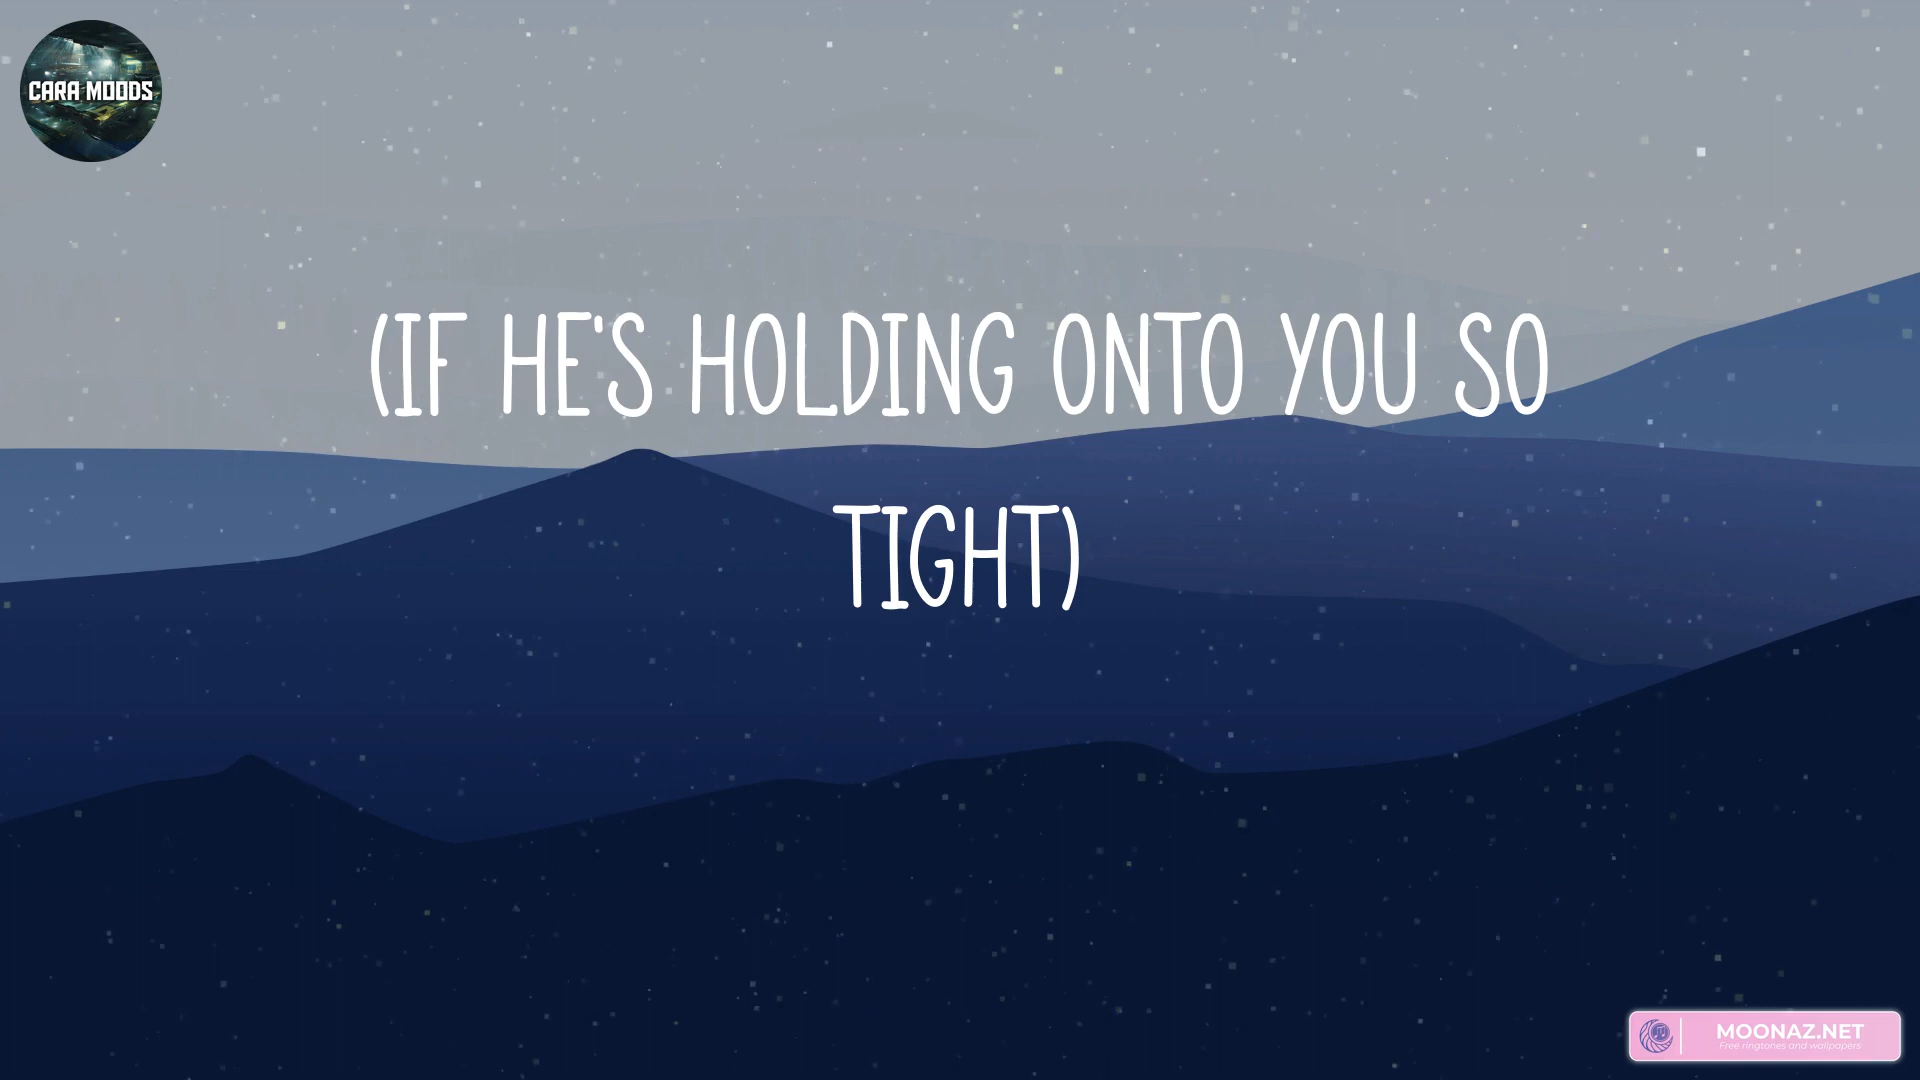 CARA MOODS
(IF HE'S HOLDING ONTO YOU SO
TIGHT)
MOONAZ.NET
Free ringtones and wallpapers